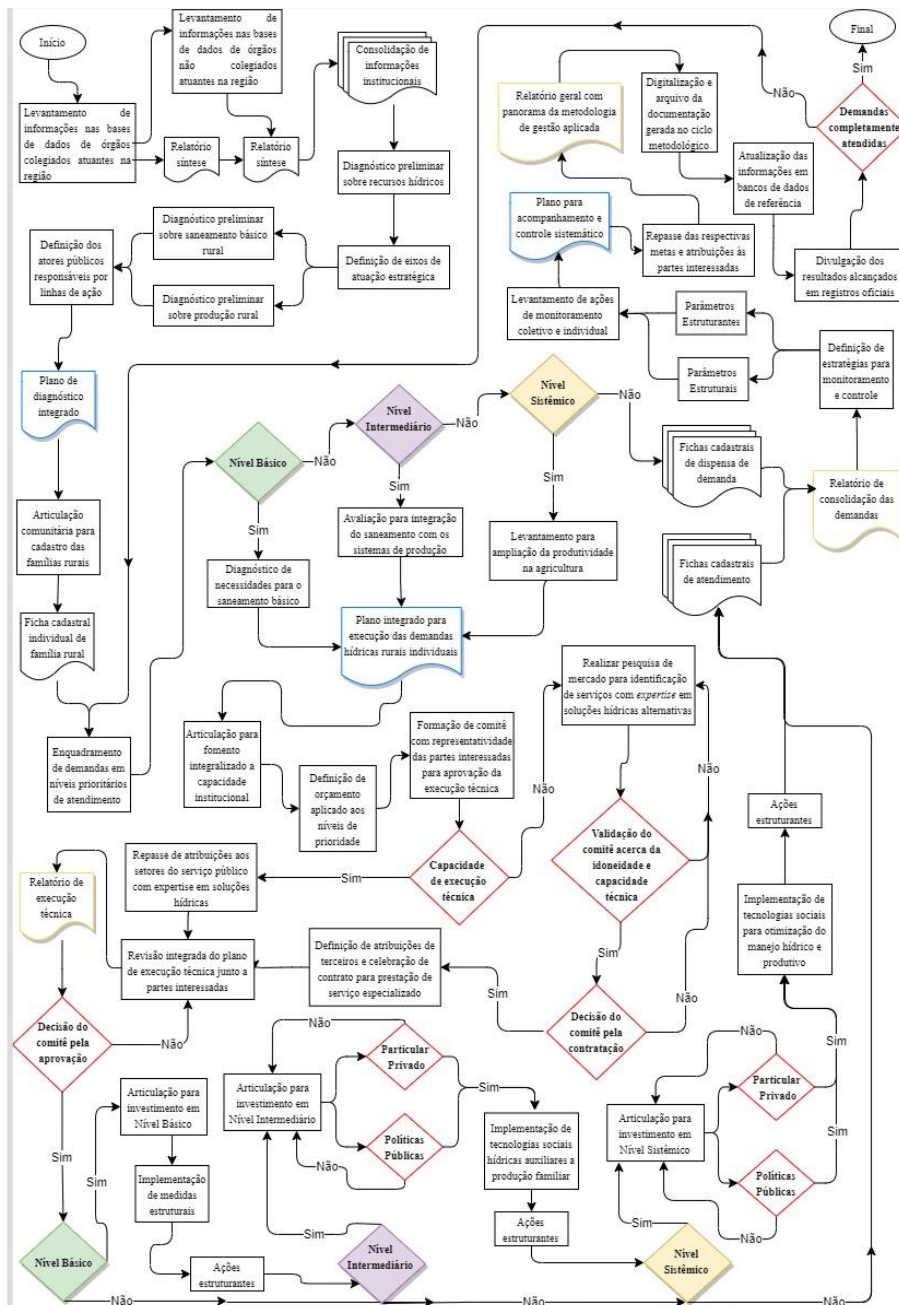 Início
Levantamento de
informações nas bases
de dados de órgãos
colegiados atuantes na
região
Levantamento de
informações nas bases
de dados de órgãos
não colegiados
atuantes na região
Relatório
síntese
Relatório
síntese
Consolidação de
informações
institucionais
Diagnóstico preliminar
sobre recursos hídricos
Definição de eixos de
atuação estratégica
Diagnóstico preliminar
sobre saneamento básico
rural
Diagnóstico preliminar
sobre produção rural
Definição dos
atores públicos
responsáveis por
linhas de ação
Plano de
diagnóstico
integrado
Articulação
comunitária para
cadastro das
famílias rurais
Ficha cadastral
individual de
família rural
Enquadramento
de demandas em
níveis prioritários
de atendimento
Nível Básico
Não
Sim
Nível
Intermediário
Não
Sim
Nível
Sistêmico
Não
Sim
Diagnóstico de
necessidades para o
saneamento básico
Avaliação para integração
do saneamento com os
sistemas de produção
Levantamento para
ampliação da produtividade
na agricultura
Plano integrado para
execução das demandas
hídricas rurais individuais
Fichas cadastrais
de dispensa de
demanda
Fichas cadastrais
de atendimento
Relatório de
consolidação das
demandas
Definição de
estratégias para
monitoramento
e controle
Parâmetros
Estruturantes
Parâmetros
Estruturais
Levantamento de ações
de monitoramento
coletivo e individual
Plano para
acompanhamento e
controle sistemático
Repasse das respectivas
metas e atribuições às
partes interessadas
Relatório geral com
panorama da metodologia
de gestão aplicada
Digitalização e
arquivo da
documentação
gerada no ciclo
metodológico
Atualização das
informações em
bancos de dados
de referência
Divulgação dos
resultados alcançados
em registros oficiais
Demandas
completamente
atendidas
Não
Sim
Final
Articulação para
fomento
integralizado a
capacidade
institucional
Definição de
orçamento
aplicado aos
níveis de
prioridade
Formação de comitê
com representatividade
das partes interessadas
para aprovação da
execução técnica
Capacidade
de execução
técnica
Não
Sim
Realizar pesquisa de
mercado para identificação
de serviços com expertise em
soluções hídricas alternativas
Validação do
comitê acerca da
idoneidade e
capacidade
técnica
Não
Sim
Decisão do
comitê pela
contratação
Não
Sim
Definição de atribuições de
terceiros e celebração de
contrato para prestação de
serviço especializado
Repasse de atribuições aos
setores do serviço público
com expertise em soluções
hídricas
Revisão integrada do plano
de execução técnica junto a
partes interessadas
Relatório de
execução
técnica
Decisão do
comitê pela
aprovação
Não
Sim
Nível Básico
Sim
Não
Articulação para
investimento em
Nível Básico
Implementação
de medidas
estruturais
Ações
estruturantes
Nível
Intermediário
Sim
Não
Articulação para
investimento em
Nível Intermediário
Particular
Privado
Não
Políticas
Públicas
Não
Sim
Implementação de
tecnologias sociais
hídricas auxiliares a
produção familiar
Ações
estruturantes
Nível
Sistêmico
Sim
Não
Articulação para
investimento em
Nível Sistêmico
Particular
Privado
Não
Sim
Políticas
Públicas
Não
Sim
Implementação de
tecnologias sociais
para otimização do
manejo hídrico e
produtivo
Ações
estruturantes